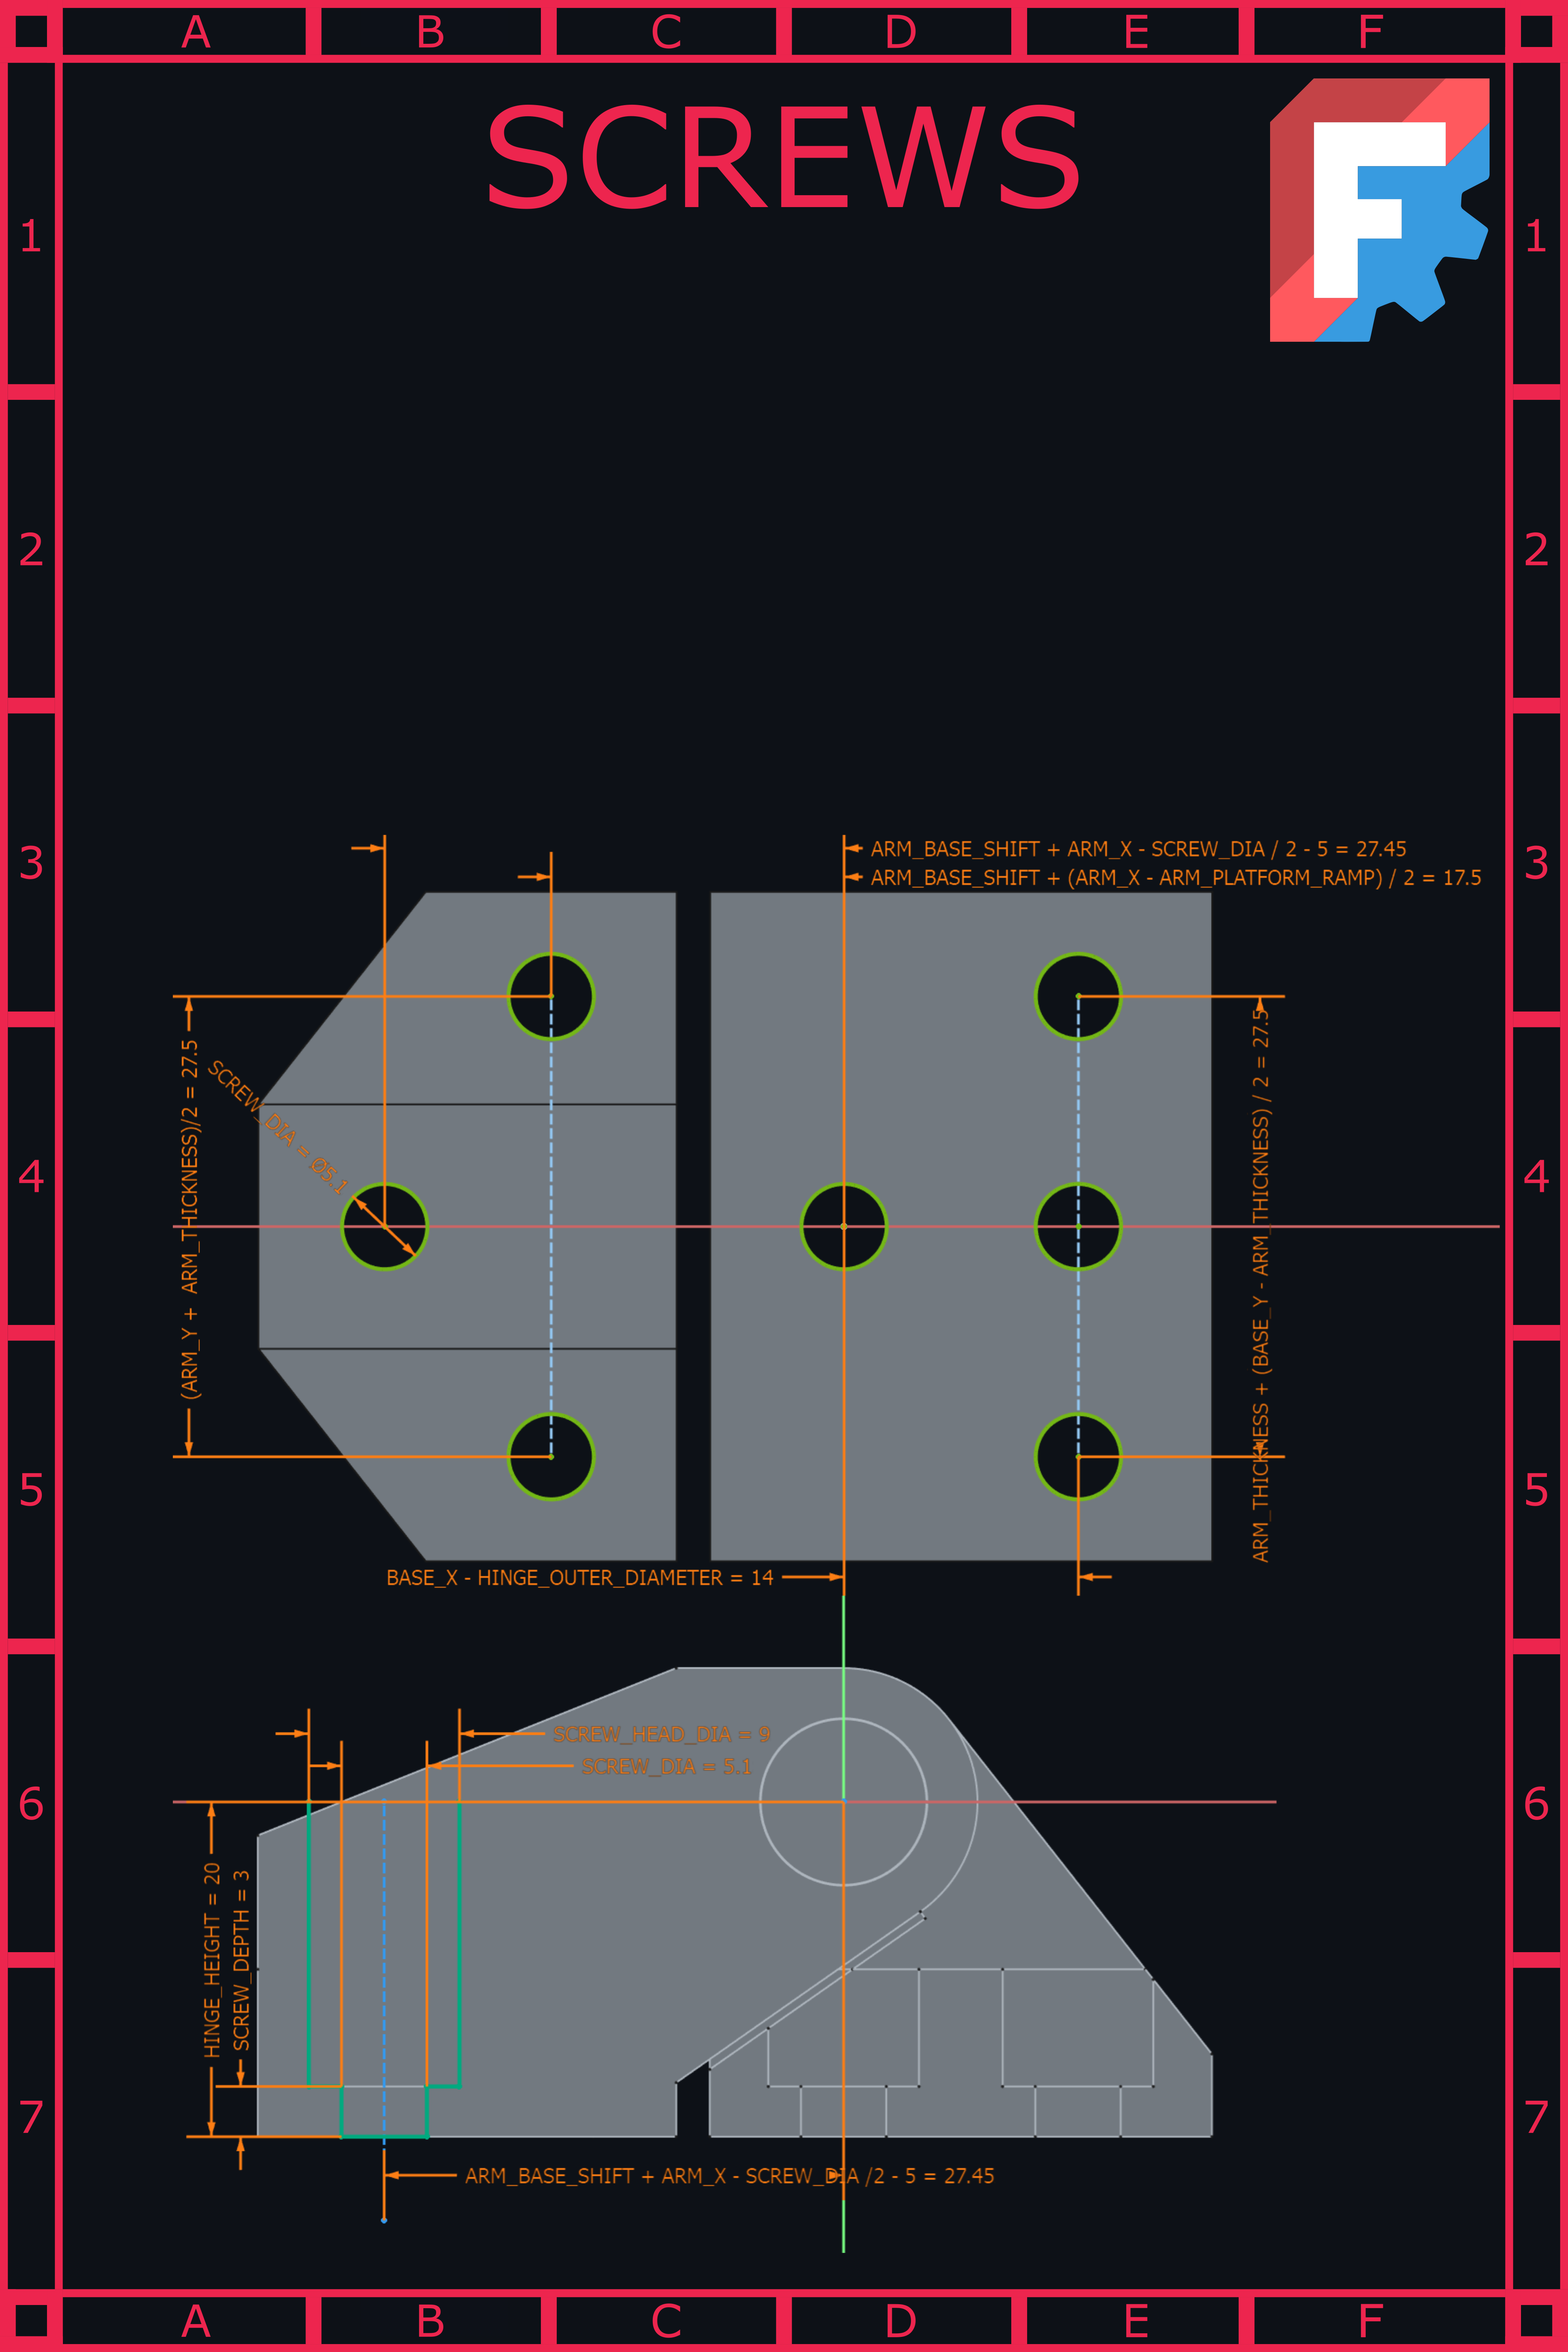 A B C D E F
SCREWS
F
1 1
2 2
3 3
ARM_BASE_SHIFT + ARM_X - SCREW_DIA / 2 - 5 = 27.45
ARM_BASE_SHIFT + (ARM_X - ARM_PLATFORM_RAMP) / 2 = 17.5
(ARM_Y + ARM_THICKNESS)/2 = 27.5
SCREW_DIA = Ø5.1
ARM_THICKNESS + (BASE_Y - ARM_THICKNESS) / 2 = 27.5
4 4
5 5
BASE_X - HINGE_OUTER_DIAMETER = 14
SCREW_HEAD_DIA = 9
SCREW_DIA = 5.1
6 6
HINGE_HEIGHT = 20
SCREW_DEPTH = 3
7 7
ARM_BASE_SHIFT + ARM_X - SCREW_DIA /2 - 5 = 27.45
A B C D E F